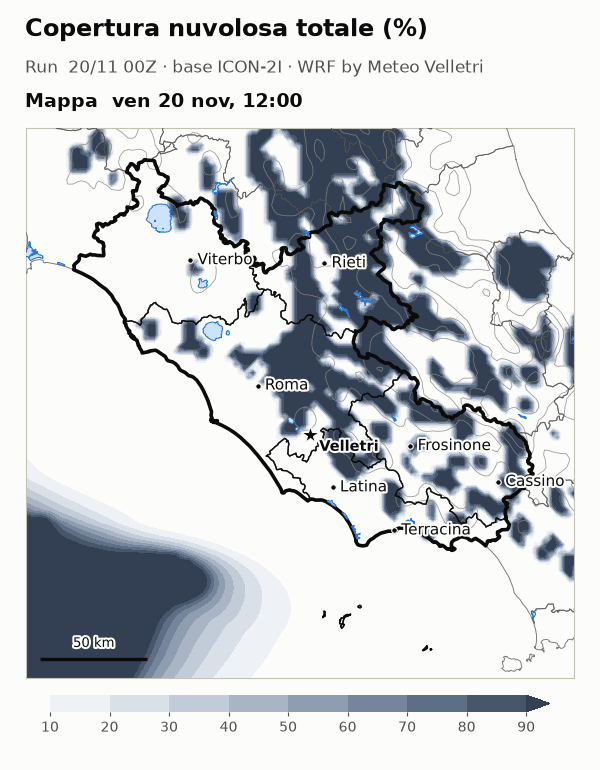 Copertura nuvolosa totale (%)
Run  20/11 00Z · base ICON-2I · WRF by Meteo Velletri
Mappa  ven 20 nov, 12:00
Viterbo
Rieti
Roma
Velletri
Frosinone
Cassino
Latina
Terracina
50 km
10 20 30 40 50 60 70 80 90